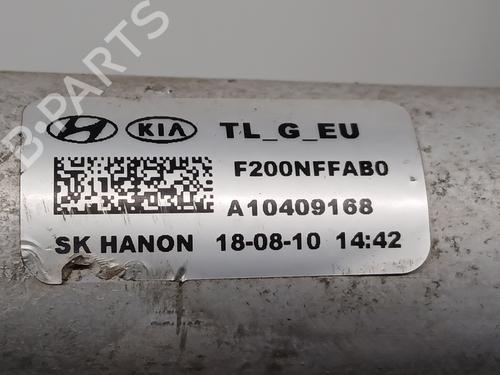 KIA TL_G_EU
F200NFFAB0
A10409168
SK HANON 18-08-10 14:42
B-PARTS